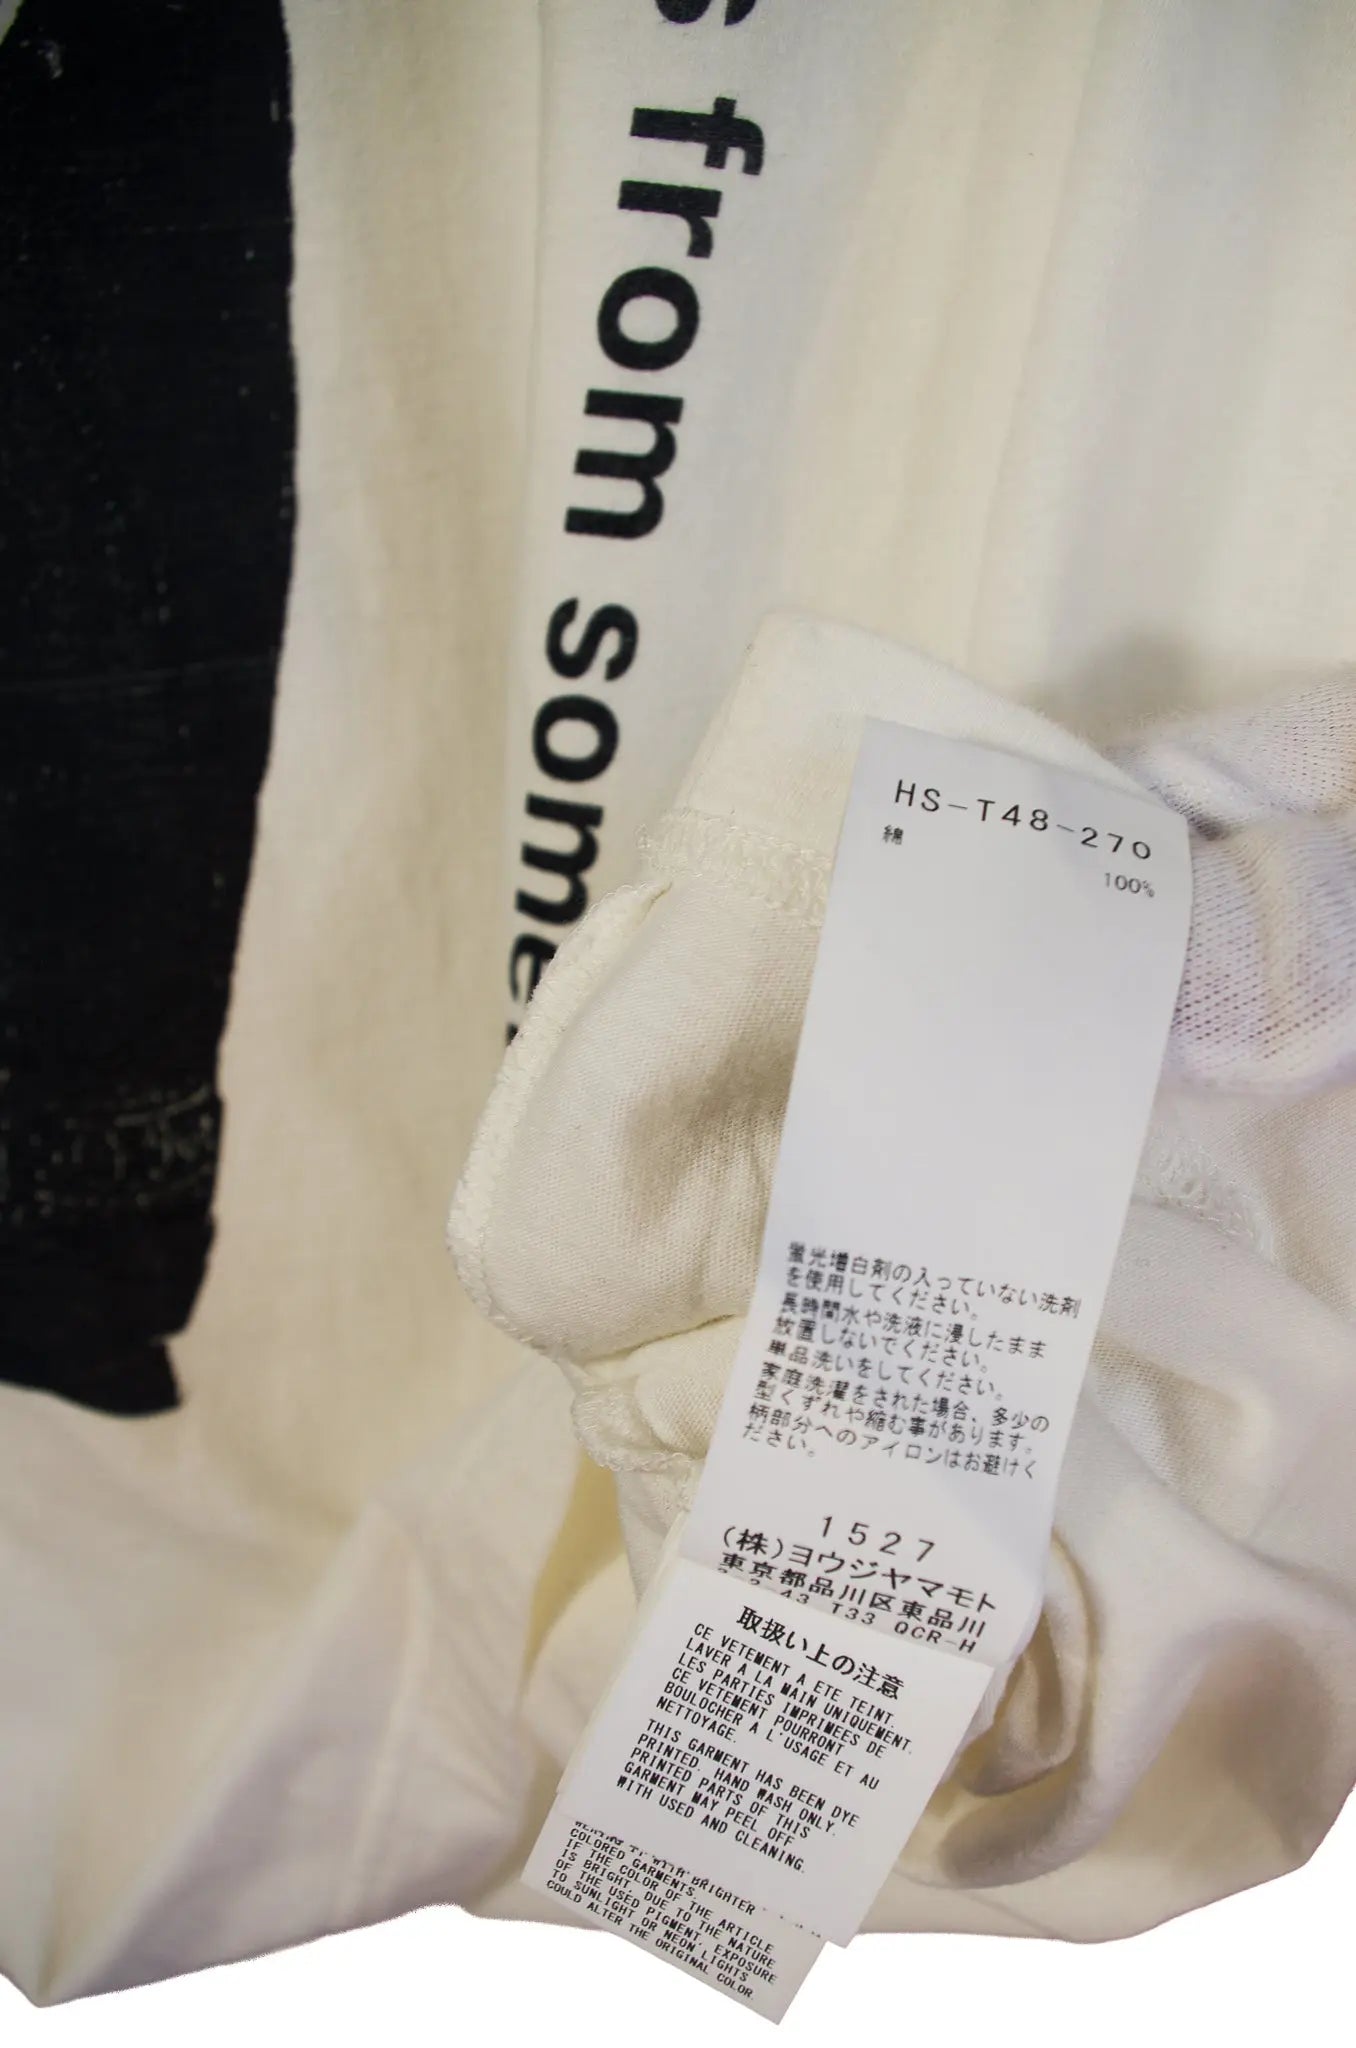 s from some
HS-T48-270
綿
100%
蛍光増白剤の入っていない洗剤
を使用してください。
長時間水や洗液に浸したまま
放置しないでください。
単品洗いをしてください。
家庭洗濯をされた場合、多少の
型くずれや縮む事があります。
柄部分へのアイロンはお避けく
ださい。
1527
(株)ヨウジヤマモト
東京都品川区東品川
2-2-43 T33 QCR-H
取扱い上の注意
CE VETEMENT A ETE TEINT.
LAVER A LA MAIN UNIQUEMENT.
LES PARTIES IMPRIMEES DE
CE VETEMENT POURRONT
BOULOCHER A L'USAGE ET AU
NETTOYAGE.
THIS GARMENT HAS BEEN DYE
PRINTED. HAND WASH ONLY.
PRINTED PARTS OF THIS
GARMENT MAY PEEL OFF
WITH USED AND CLEANING.
WITH BRIGHTER
COLORED GARMENTS.
IF THE COLOR OF THE ARTICLE
IS BRIGHT, DUE TO THE NATURE
OF THE USED PIGMENT, EXPOSURE
TO SUNLIGHT OR NEON LIGHTS
COULD ALTER THE ORIGINAL COLOR.